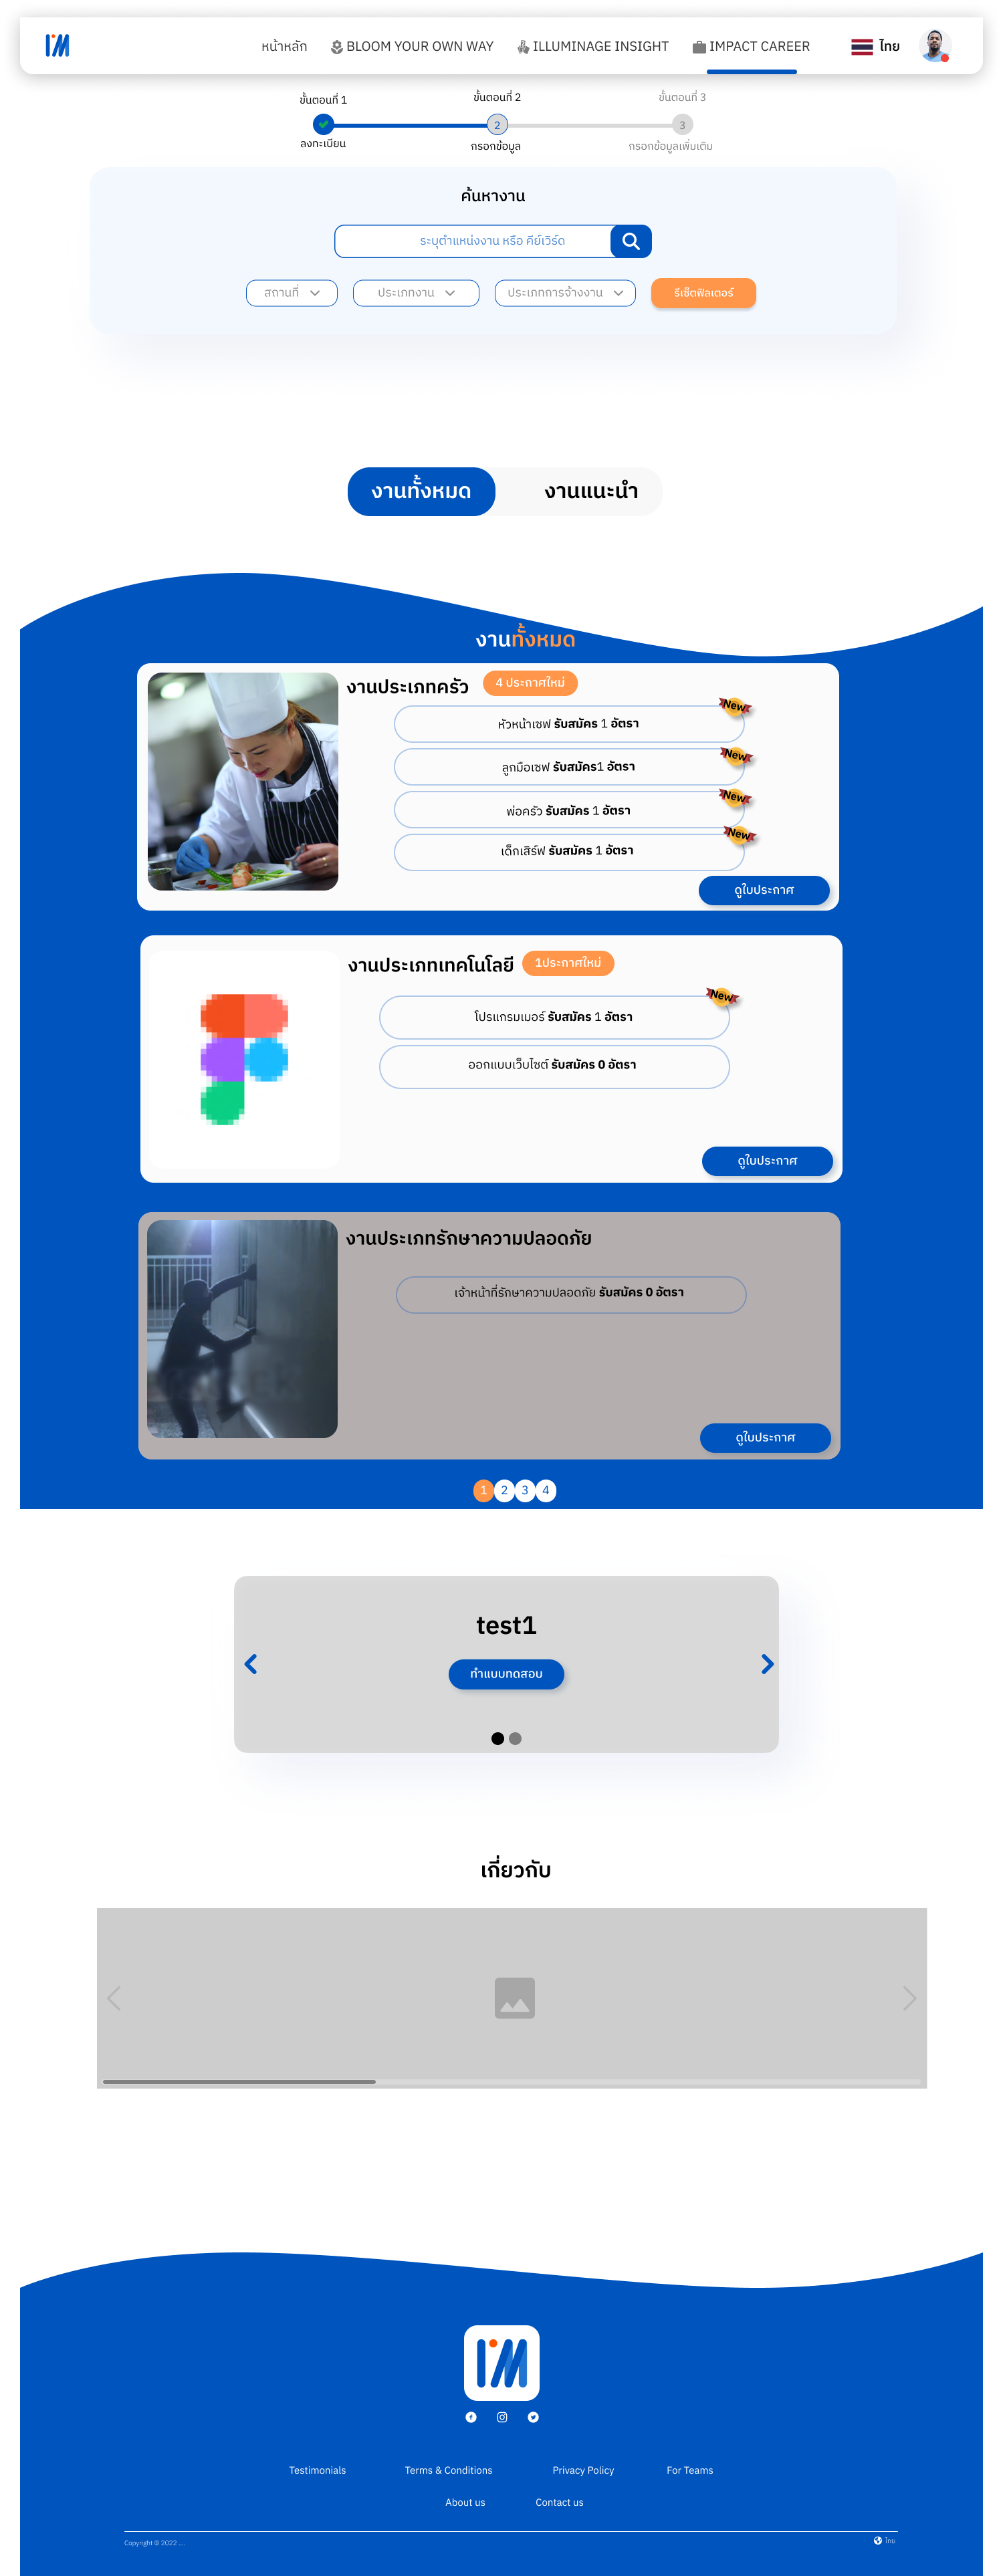 I'M
หน้าหลัก BLOOM YOUR OWN WAY ILLUMINAGE INSIGHT IMPACT CAREER ไทย
ขั้นตอนที่ 1 ขั้นตอนที่ 2 ขั้นตอนที่ 3
2 3
ลงทะเบียน กรอกข้อมูล กรอกข้อมูลเพิ่มเติม
ค้นหางาน
ระบุตำแหน่งงาน หรือ คีย์เวิร์ด
สถานที่ ประเภทงาน ประเภทการจ้างงาน รีเซ็ตฟิลเตอร์
งานทั้งหมด งานแนะนำ
งานทั้งหมด
งานประเภทครัว 4 ประกาศใหม่
New
หัวหน้าเซฟ รับสมัคร 1 อัตรา
New
ลูกมือเชฟ รับสมัคร1 อัตรา
New
พ่อครัว รับสมัคร 1 อัตรา
New
เด็กเสิร์ฟ รับสมัคร 1 อัตรา
ดูใบประกาศ
งานประเภทเทคโนโลยี 1ประกาศใหม่
New
โปรแกรมเมอร์ รับสมัคร 1 อัตรา
ออกแบบเว็บไซต์ รับสมัคร 0 อัตรา
ดูใบประกาศ
งานประเภทรักษาความปลอดภัย
เจ้าหน้าที่รักษาความปลอดภัย รับสมัคร 0 อัตรา
ดูใบประกาศ
1 2 3 4
test1
ทำแบบทดสอบ
เกี่ยวกับ
I'M
Testimonials Terms & Conditions Privacy Policy For Teams
About us Contact us
Copyright © 2022 .... ไทย